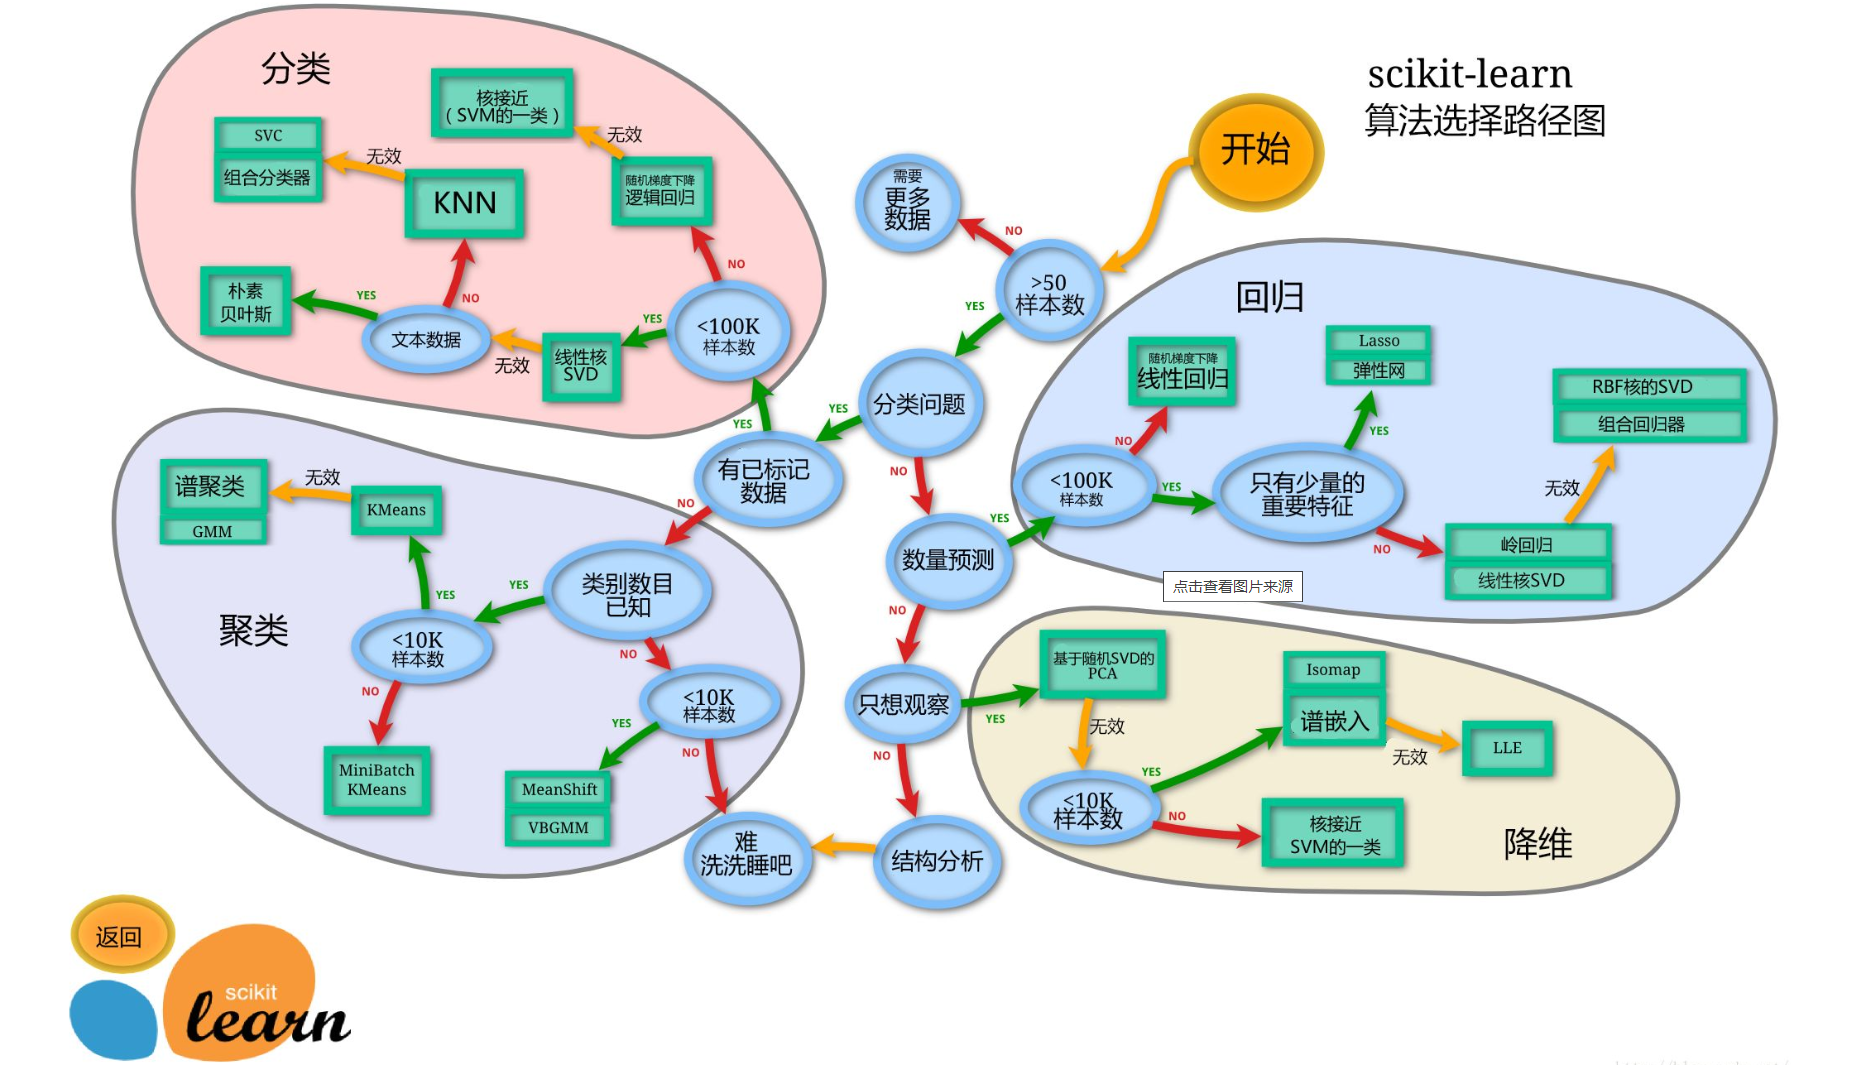 scikit-learn
算法选择路径图
开始
>50
样本数
NO
需要
更多
数据
YES
分类问题
YES
NO
有已标记
数据
YES
NO
分类
<100K
样本数
YES
NO
线性核
SVD
无效
文本数据
YES
朴素
贝叶斯
NO
KNN
无效
SVC
组合分类器
随机梯度下降
逻辑回归
无效
核接近
（SVM的一类）
聚类
类别数目
已知
YES
NO
<10K
样本数
YES
KMeans
无效
谱聚类
GMM
NO
MiniBatch
KMeans
<10K
样本数
YES
MeanShift
VBGMM
NO
难
洗洗睡吧
数量预测
YES
NO
回归
<100K
样本数
NO
随机梯度下降
线性回归
YES
只有少量的
重要特征
YES
Lasso
弹性网
NO
岭回归
线性核SVD
无效
RBF核的SVD
组合回归器
点击查看图片来源
只想观察
YES
NO
结构分析
降维
基于随机SVD的
PCA
无效
<10K
样本数
YES
Isomap
谱嵌入
无效
LLE
NO
核接近
SVM的一类
返回
scikit
learn